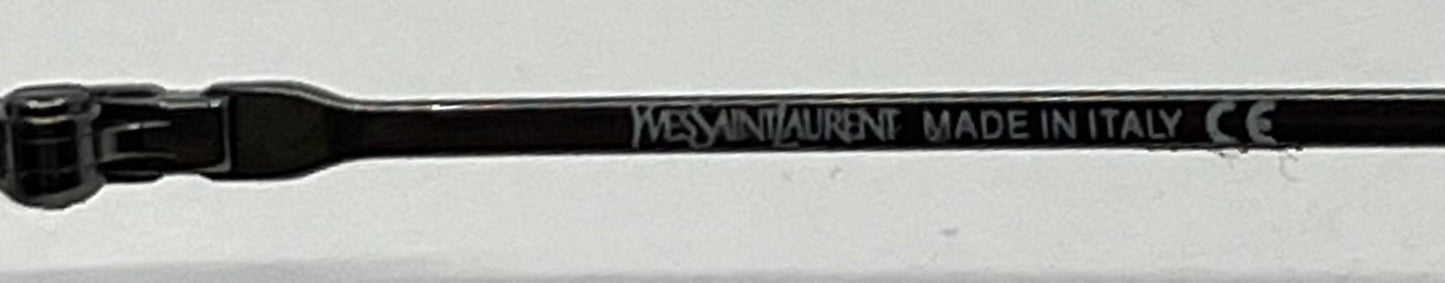 YVESSAINTLAURENT MADE IN ITALY CE